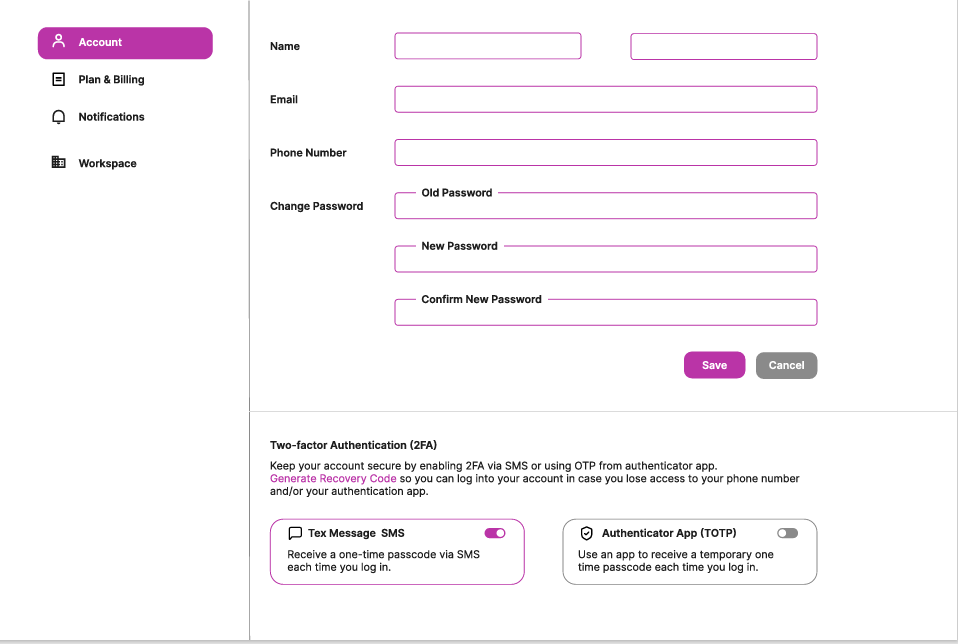 Account
Plan & Billing
Notifications
Workspace
Name
Email
Phone Number
Change Password
Old Password
New Password
Confirm New Password
Save
Cancel
Two-factor Authentication (2FA)
Keep your account secure by enabling 2FA via SMS or using OTP from authenticator app.
Generate Recovery Code so you can log into your account in case you lose access to your phone number
and/or your authentication app.
Tex Message SMS
Receive a one-time passcode via SMS
each time you log in.
Authenticator App (TOTP)
Use an app to receive a temporary one
time passcode each time you log in.